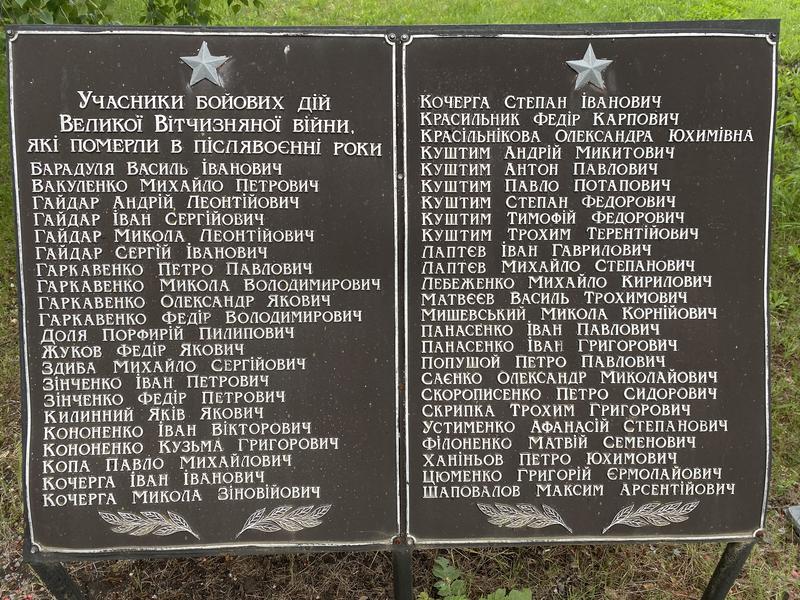 Учасники бойових дій
Великої Вітчизняної війни,
які померли в післявоєнні роки
Барадуля Василь Іванович
Вакуленко Михайло Петрович
Гайдар Андрій Леонтійович
Гайдар Іван Сергійович
Гайдар Микола Леонтійович
Гайдар Сергій Іванович
Гаркавенко Петро Павлович
Гаркавенко Микола Володимирович
Гаркавенко Олександр Якович
Гаркавенко Федір Володимирович
Доля Порфирій Пилипович
Жуков Федір Якович
Здиба Михайло Сергійович
Зінченко Іван Петрович
Зінченко Федір Петрович
Килинний Яків Якович
Кононенко Іван Вікторович
Кононенко Кузьма Григорович
Копа Павло Михайлович
Кочерга Іван Іванович
Кочерга Микола Зіновійович
Кочерга Степан Іванович
Красильник Федір Карпович
Красільнікова Олександра Юхимівна
Куштим Андрій Микитович
Куштим Антон Павлович
Куштим Павло Потапович
Куштим Степан Федорович
Куштим Тимофій Федорович
Куштим Трохим Терентійович
Лаптєв Іван Гаврилович
Лаптєв Михайло Степанович
Лебеженко Михайло Кирилович
Матвєєв Василь Трохимович
Мишевський Микола Корнійович
Панасенко Іван Павлович
Панасенко Іван Григорович
Попушой Петро Павлович
Саєнко Олександр Миколайович
Скорописенко Петро Сидорович
Скрипка Трохим Григорович
Устименко Афанасій Степанович
Філоненко Матвій Семенович
Ханіньов Петро Юхимович
Цюменко Григорій Єрмолайович
Шаповалов Максим Арсентійович